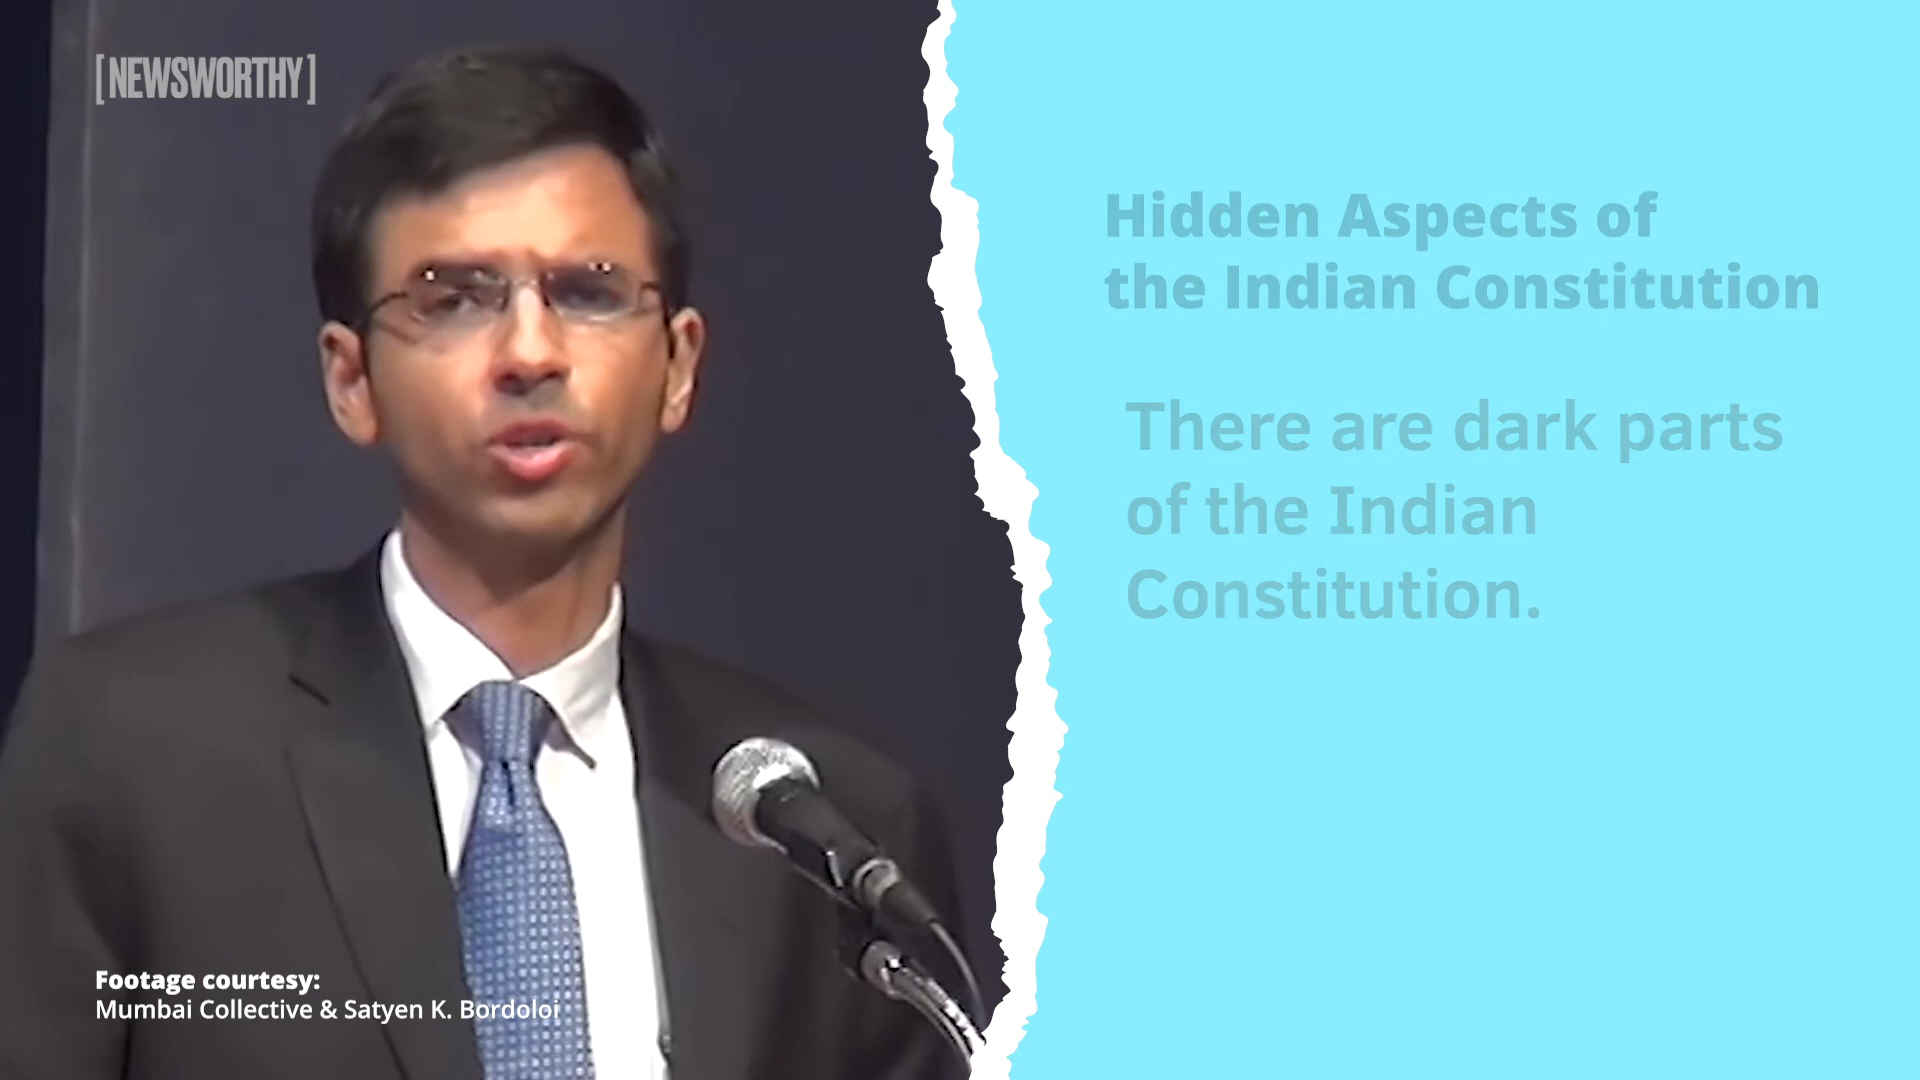 [NEWSWORTHY]
Hidden Aspects of
the Indian Constitution
There are dark parts
of the Indian
Constitution.
Footage courtesy:
Mumbai Collective & Satyen K. Bordoloi